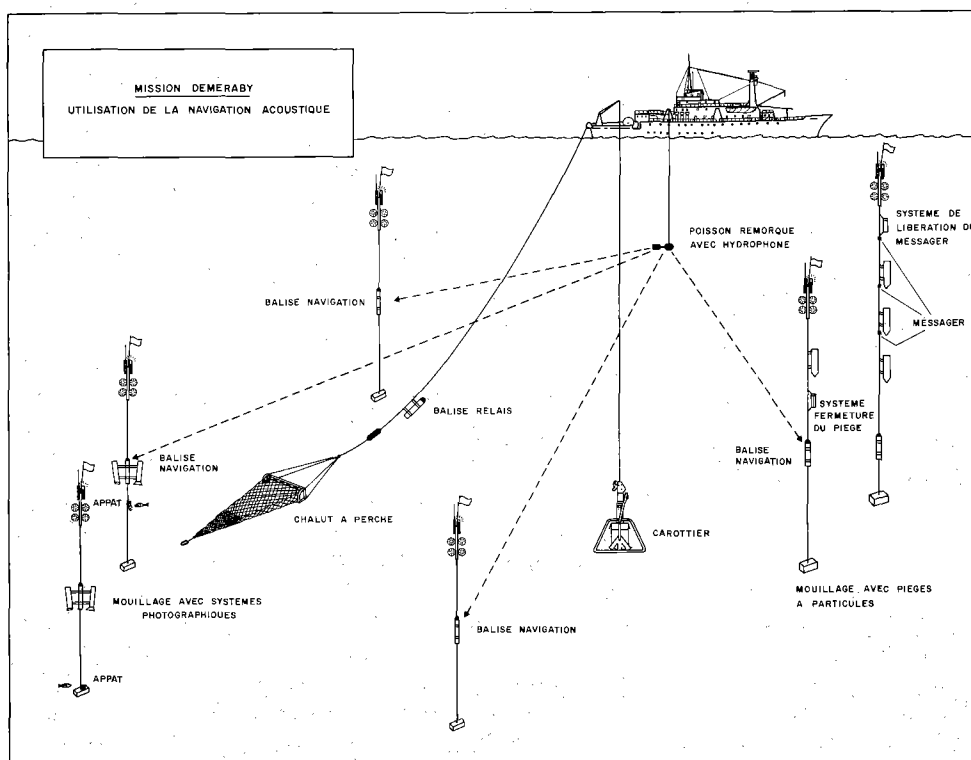 MISSION DEMERABY
UTILISATION DE LA NAVIGATION ACOUSTIQUE
SYSTEME DE
LIBERATION DU
MESSAGER
POISSON REMORQUE
AVEC HYDROPHONE
BALISE NAVIGATION
MESSAGER
BALISE RELAIS
SYSTEME
FERMETURE
DU PIEGE
BALISE
NAVIGATION
BALISE
NAVIGATION
APPAT
CHALUT A PERCHE
CAROTTIER
MOUILLAGE AVEC SYSTEMES
PHOTOGRAPHIQUES
MOUILLAGE AVEC PIEGES
A PARTICULES
BALISE NAVIGATION
APPAT